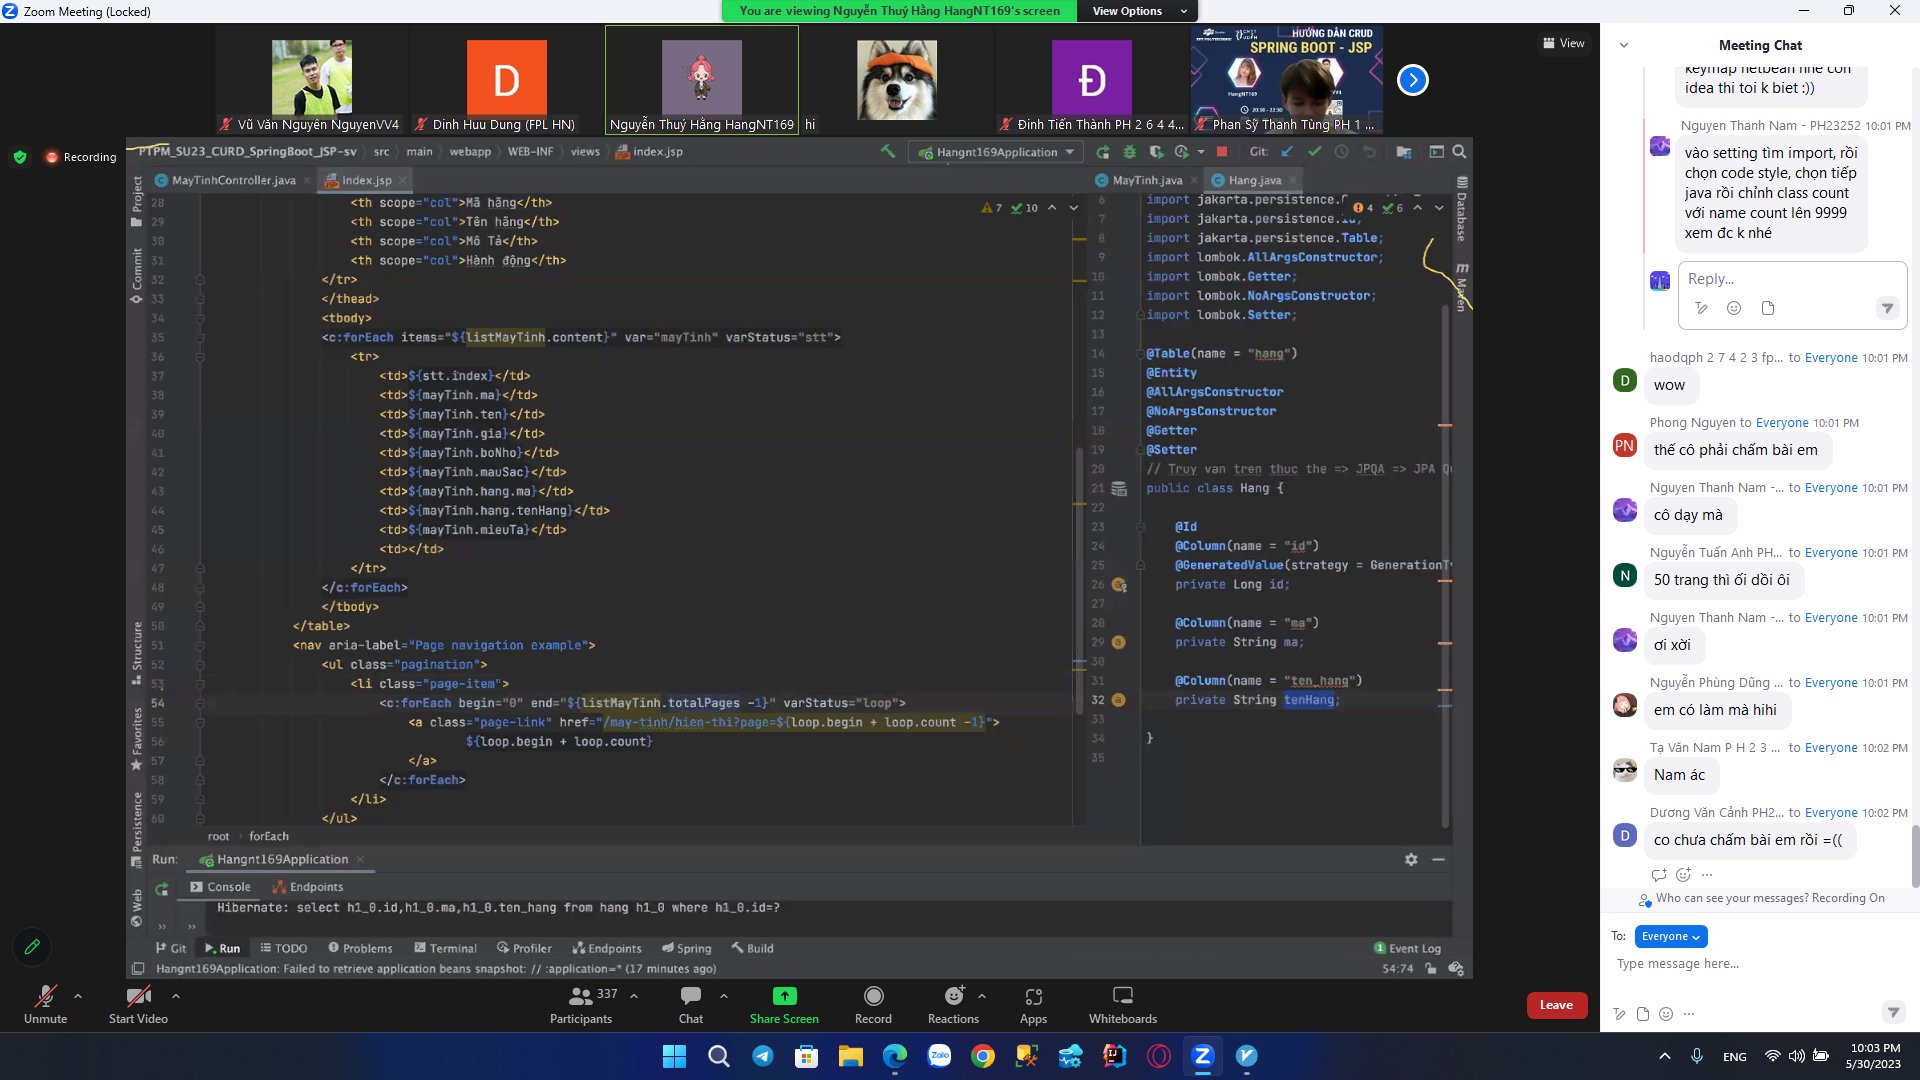 Zoom Meeting (Locked)
You are viewing Nguyễn Thuý Hằng HangNT169's screen
View Options
HƯỚNG DẪN CRUD
SPRING BOOT - JSP
HangNT169
20:30 - 22:30
D
Đ
View
Vũ Văn Nguyên NguyenVV4
Dinh Huu Dung (FPL HN)
Nguyễn Thuý Hằng HangNT169
hi
Đinh Tiến Thành PH 2 6 4 4...
Phan Sỹ Thanh Tùng PH 1 ...
Recording
PTPM_SU23_CURD_SpringBoot_JSP-sv
src
main
webapp
WEB-INF
views
index.jsp
Hangnt169Application
Git:
MayTinhController.java
index.jsp
MayTinh.java
Hang.java
Project
Commit
Structure
Favorites
Persistence
Web
Database
Maven
7
10
4
6
28 <th scope="col">Mã hãng</th>
29 <th scope="col">Tên hãng</th>
30 <th scope="col">Mô Tả</th>
31 <th scope="col">Hành động</th>
32 </tr>
33 </thead>
34 <tbody>
35 <c:forEach items="${listMayTinh.content}" var="mayTinh" varStatus="stt">
36 <tr>
37 <td>${stt.index}</td>
38 <td>${mayTinh.ma}</td>
39 <td>${mayTinh.ten}</td>
40 <td>${mayTinh.gia}</td>
41 <td>${mayTinh.boNho}</td>
42 <td>${mayTinh.mauSac}</td>
43 <td>${mayTinh.hang.ma}</td>
44 <td>${mayTinh.hang.tenHang}</td>
45 <td>${mayTinh.mieuTa}</td>
46 <td></td>
47 </tr>
48 </c:forEach>
49 </tbody>
50 </table>
51 <nav aria-label="Page navigation example">
52 <ul class="pagination">
53 <li class="page-item">
54 <c:forEach begin="0" end="${listMayTinh.totalPages -1}" varStatus="loop">
55 <a class="page-link" href="/may-tinh/hien-thi?page=${loop.begin + loop.count -1}">
56 ${loop.begin + loop.count}
57 </a>
58 </c:forEach>
59 </li>
60 </ul>
root
forEach
6 import jakarta.persistence.
7 import jakarta.persistence.Id;
8 import jakarta.persistence.Table;
9 import lombok.AllArgsConstructor;
10 import lombok.Getter;
11 import lombok.NoArgsConstructor;
12 import lombok.Setter;
13
14 @Table(name = "hang")
15 @Entity
16 @AllArgsConstructor
17 @NoArgsConstructor
18 @Getter
19 @Setter
20 // Truy van tren thuc the => JPQA => JPA Q
21 public class Hang {
22
23 @Id
24 @Column(name = "id")
25 @GeneratedValue(strategy = GenerationTy
26 private Long id;
27
28 @Column(name = "ma")
29 private String ma;
30
31 @Column(name = "ten_hang")
32 private String tenHang;
33
34 }
35
Run:
Hangnt169Application
Console
Endpoints
Hibernate: select h1_0.id,h1_0.ma,h1_0.ten_hang from hang h1_0 where h1_0.id=?
Git
Run
TODO
Problems
Terminal
Profiler
Endpoints
Spring
Build
1 Event Log
Hangnt169Application: Failed to retrieve application beans snapshot: // :application=* (17 minutes ago)
54:74
Unmute
Start Video
337
Participants
Chat
Share Screen
Record
Reactions
Apps
Whiteboards
Leave
Meeting Chat
keymap netbean nhé còn
idea thì toi k biet :))
Nguyen Thanh Nam - PH23252 10:01 PM
vào setting tìm import, rồi
chọn code style, chọn tiếp
java rồi chỉnh class count
với name count lên 9999
xem đc k nhé
Reply...
haodqph 2 7 4 2 3 fp... to Everyone 10:01 PM
D
wow
Phong Nguyen to Everyone 10:01 PM
PN
thế cô phải chấm bài em
Nguyen Thanh Nam -... to Everyone 10:01 PM
cô dạy mà
Nguyễn Tuấn Anh PH... to Everyone 10:01 PM
N
50 trang thì ối dồi ôi
Nguyen Thanh Nam -... to Everyone 10:01 PM
ơi xời
Nguyễn Phùng Dũng ... to Everyone 10:01 PM
em có làm mà hihi
Tạ Văn Nam P H 2 3 ... to Everyone 10:02 PM
Nam ác
Dương Văn Cảnh PH2... to Everyone 10:02 PM
D
co chưa chấm bài em rồi =((
Who can see your messages? Recording On
To:
Everyone
Type message here...
Zalo
ENG
10:03 PM
5/30/2023